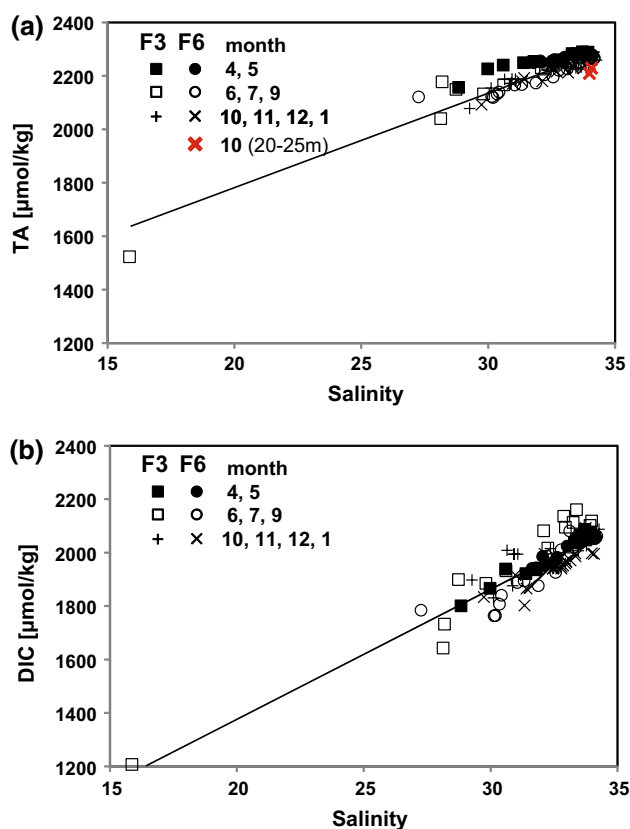 (a)
F3 F6 month
4, 5
6, 7, 9
10, 11, 12, 1
10 (20-25m)
TA [µmol/kg]
2400
2200
2000
1800
1600
1400
1200
15 20 25 30 35
Salinity
(b)
F3 F6 month
4, 5
6, 7, 9
10, 11, 12, 1
DIC [µmol/kg]
2400
2200
2000
1800
1600
1400
1200
15 20 25 30 35
Salinity